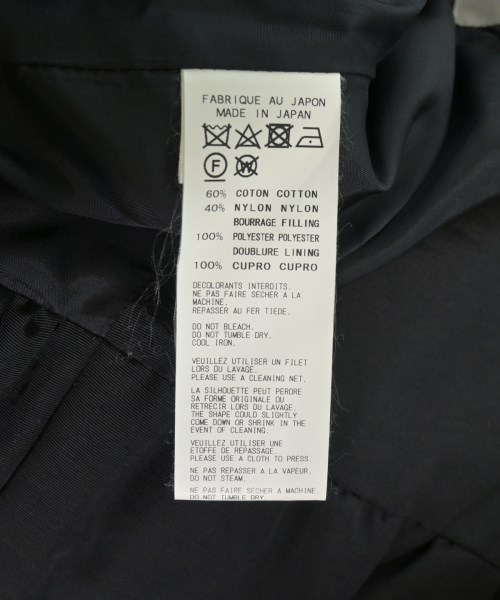 FABRIQUE AU JAPON
MADE IN JAPAN
F W
60% COTON COTTON
40% NYLON NYLON
BOURRAGE FILLING
100% POLYESTER POLYESTER
DOUBLURE LINING
100% CUPRO CUPRO
DECOLORANTS INTERDITS.
NE PAS FAIRE SECHER A LA
MACHINE.
REPASSER AU FER TIEDE.
DO NOT BLEACH.
DO NOT TUMBLE DRY.
COOL IRON.
VEUILLEZ UTILISER UN FILET
LORS DU LAVAGE.
PLEASE USE A CLEANING NET.
LA SILHOUETTE PEUT PERDRE
SA FORME ORIGINALE OU
RETRECIR LORS DU LAVAGE.
THE SHAPE COULD SLIGHTLY
COME DOWN OR SHRINK IN THE
EVENT OF CLEANING.
VEUILLEZ UTILISER UNE
ETOFFE DE REPASSAGE.
PLEASE USE A CLOTH TO PRESS.
NE PAS REPASSER A LA VAPEUR.
DO NOT STEAM.
NE PAS FAIRE SECHER A MACHINE.
DO NOT TUMBLE DRY.